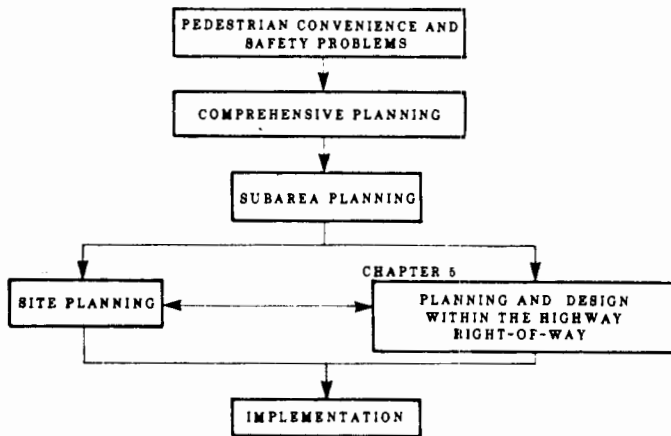 PEDESTRIAN CONVENIENCE AND
SAFETY PROBLEMS
COMPREHENSIVE PLANNING
SUBAREA PLANNING
CHAPTER 5
SITE PLANNING
PLANNING AND DESIGN
WITHIN THE HIGHWAY
RIGHT-OF-WAY
IMPLEMENTATION